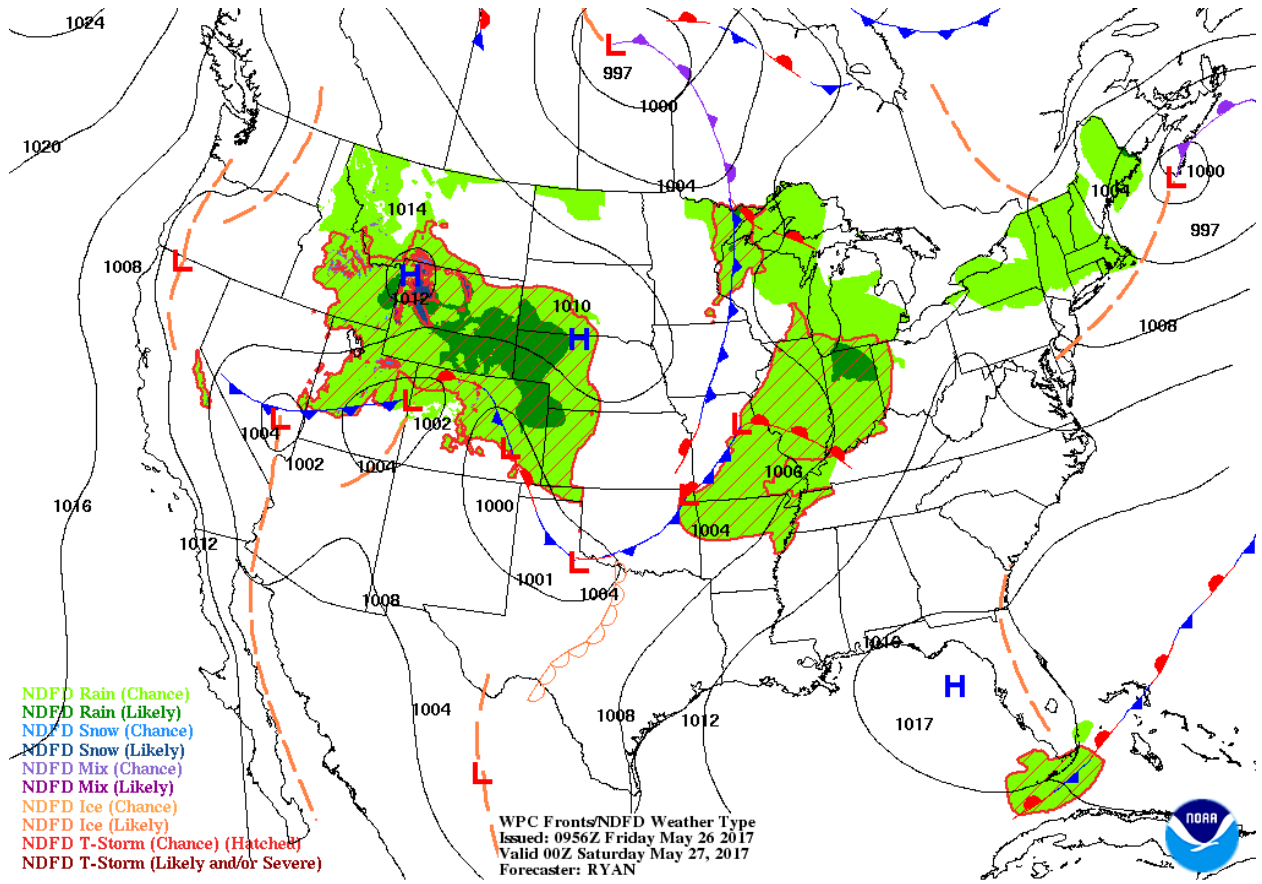 1024
L
997
1000
1020
L
1000
1004
1004
1014
997
L
1008
H
1012
1010
1008
H
L
1002
L
1004
L
1002
1004
L
1006
L
1016
1000
1004
1012
L
1001
1004
1008
1016
H
1004
1008
1012
1017
L
NDFD Rain (Chance)
NDFD Rain (Likely)
NDFD Snow (Chance)
NDFD Snow (Likely)
NDFD Mix (Chance)
NDFD Mix (Likely)
NDFD Ice (Chance)
NDFD Ice (Likely)
NDFD T-Storm (Chance) (Hatched)
NDFD T-Storm (Likely and/or Severe)
WPC Fronts/NDFD Weather Type
Issued: 0956Z Friday May 26 2017
Valid 00Z Saturday May 27, 2017
Forecaster: RYAN
NOAA